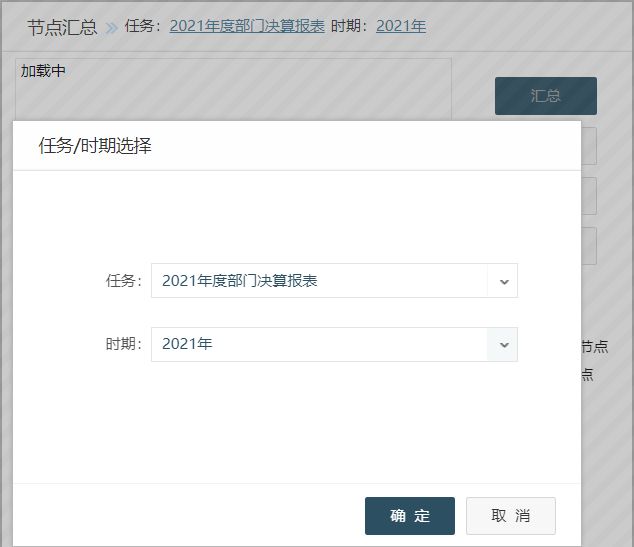 节点汇总 任务：2021年度部门决算报表 时期：2021年
加载中
汇总
任务/时期选择
任务：2021年度部门决算报表
时期：2021年
节点
点
确 定 取 消